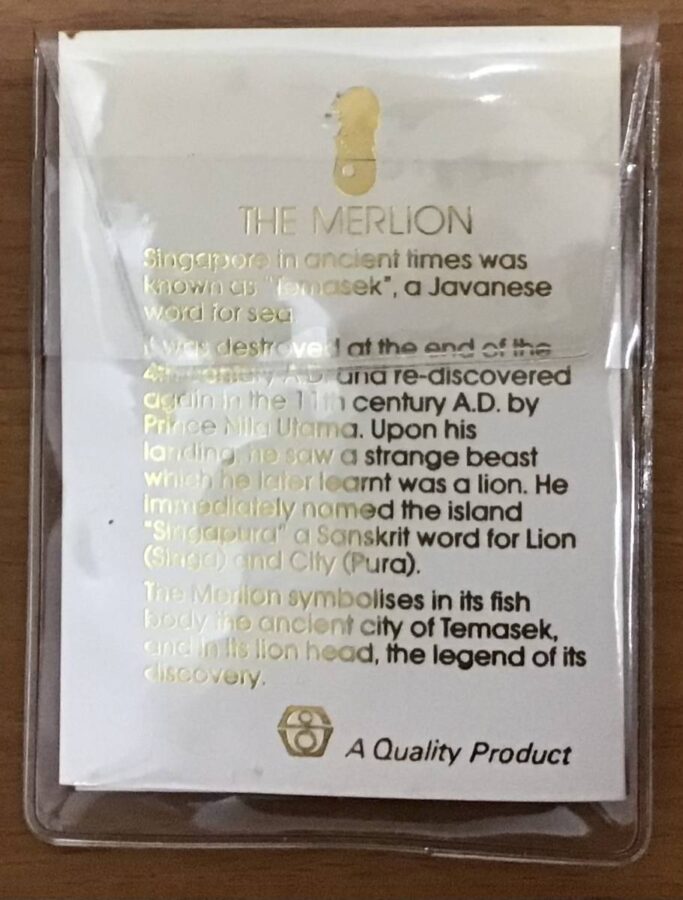 THE MERLION
Singapore in ancient times was
known as "Temasek", a Javanese
word for sea.
It was destroyed at the end of the
4th century A.D. and re-discovered
again in the 11th century A.D. by
Prince Nila Utama. Upon his
landing, he saw a strange beast
which he later learnt was a lion. He
immediately named the island
"Singapura" a Sanskrit word for Lion
(Singa) and City (Pura).
The Merlion symbolises in its fish
body the ancient city of Temasek,
and in its lion head, the legend of its
discovery.
A Quality Product